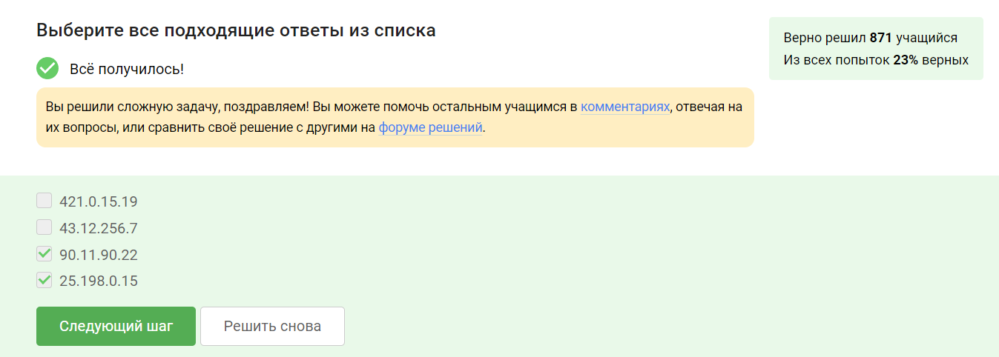 Выберите все подходящие ответы из списка
Верно решил 871 учащийся
Из всех попыток 23% верных
Всё получилось!
Вы решили сложную задачу, поздравляем! Вы можете помочь остальным учащимся в комментариях, отвечая на
их вопросы, или сравнить своё решение с другими на форуме решений.
421.0.15.19
43.12.256.7
90.11.90.22
25.198.0.15
Следующий шаг
Решить снова